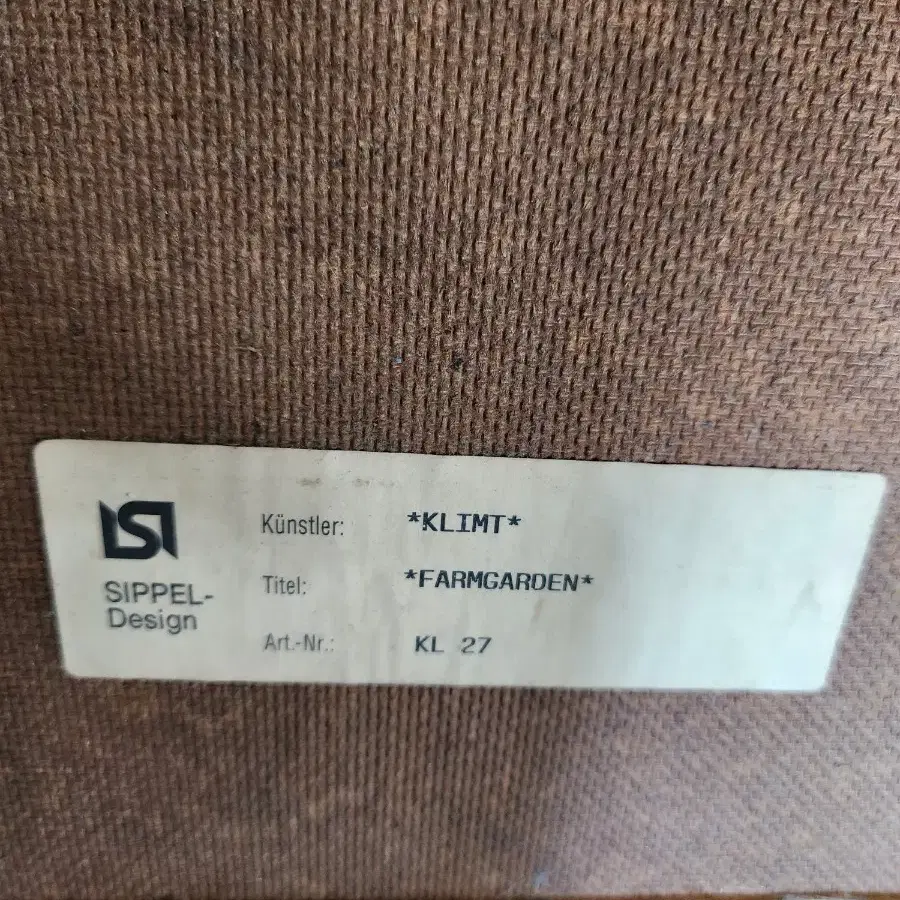 SIPPEL-
Design
Künstler: *KLIMT*
Titel: *FARMGARDEN*
Art.-Nr.: KL 27